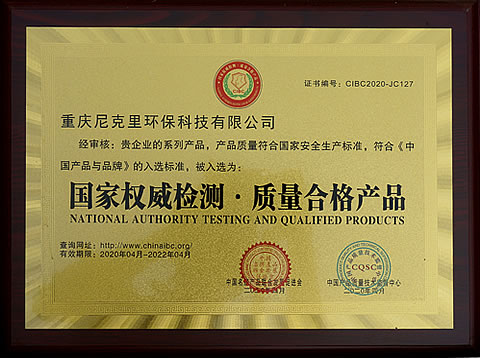 CIBC
证书编号：CIBC2020-JC127
重庆尼克里环保科技有限公司
经审核：贵企业的系列产品，产品质量符合国家安全生产标准，符合《中
国产品与品牌》的入选标准，被入选为：
国家权威检测·质量合格产品
NATIONAL AUTHORITY TESTING AND QUALIFIED PRODUCTS
查询网址：http://www.chinaibc.org/
有效期限：2020年04月-2022年04月
CQSC